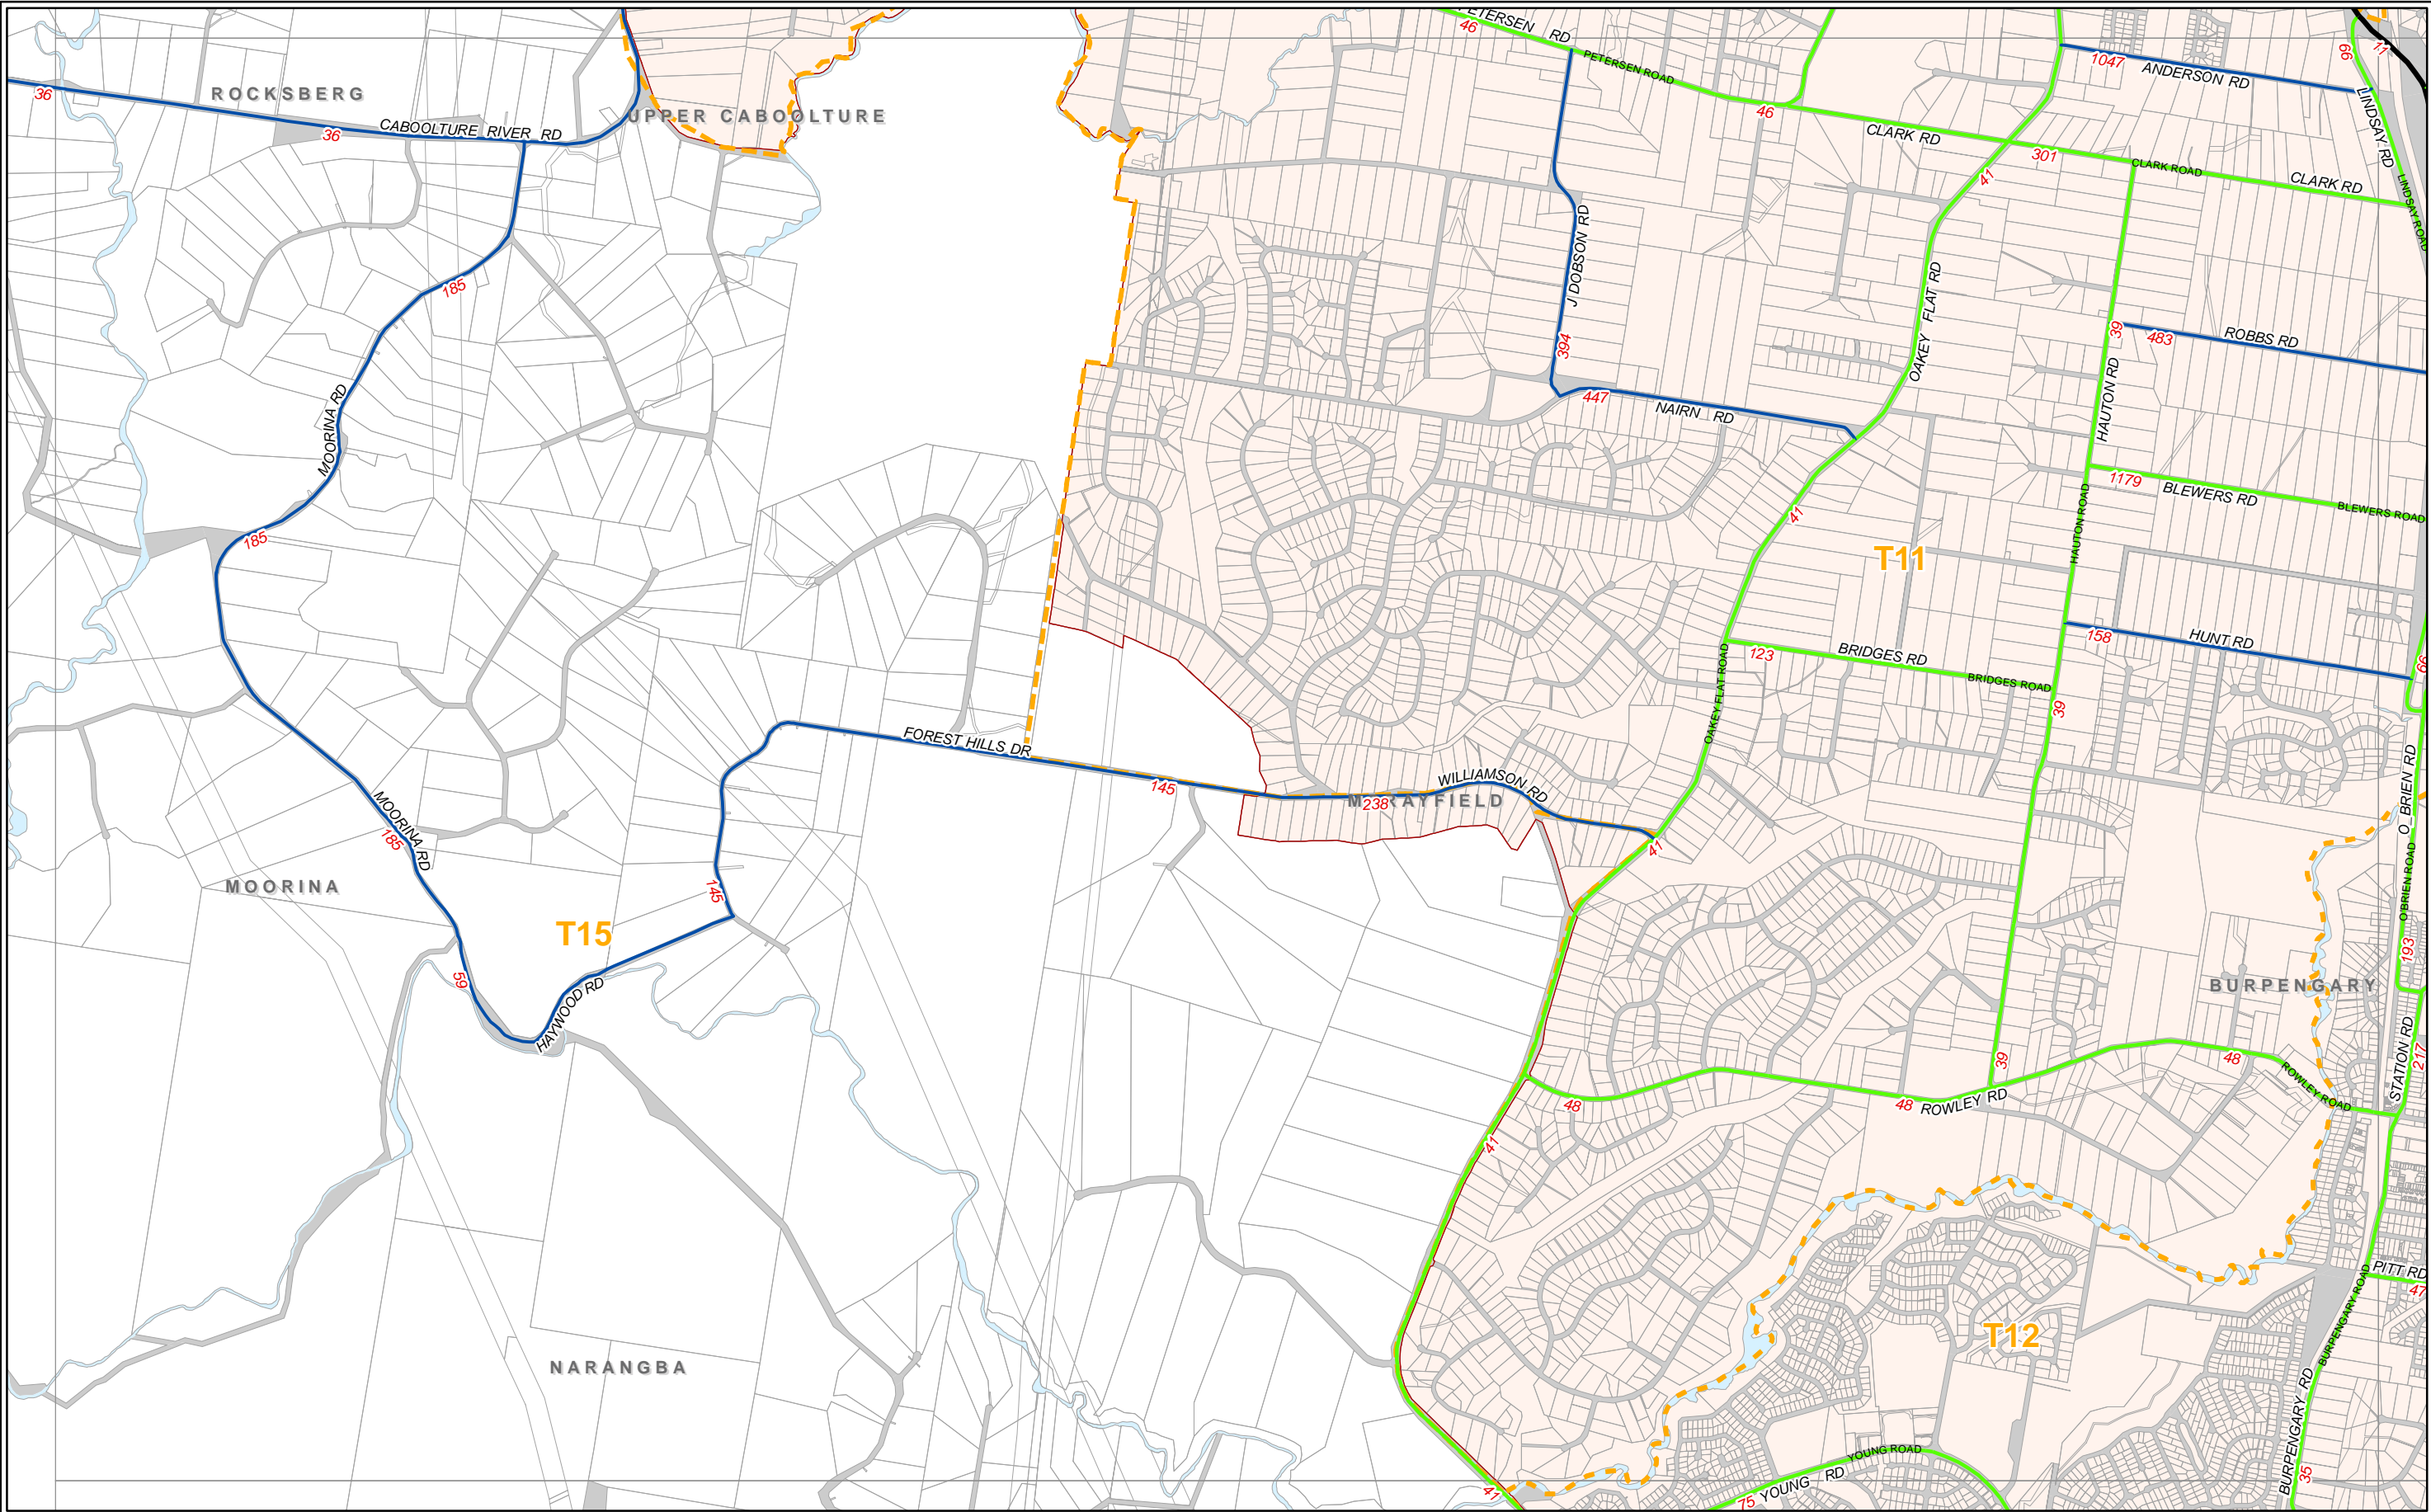 PETERSEN RD
46
PETERSEN ROAD
66
11
36
ROCKSBERG
1047
ANDERSON RD
LINDSAY RD
UPPER CABOOLTURE
46
CLARK RD
36
CABOOLTURE RIVER RD
301
CLARK ROAD
CLARK RD
LINDSAY ROAD
41
J DOBSON RD
OAKEY FLAT RD
185
394
39
483
ROBBS RD
MOORINA RD
447
NAIRN RD
HAUTON RD
1179
BLEWERS RD
BLEWERS ROAD
41
HAUTON ROAD
185
T11
158
HUNT RD
123
BRIDGES RD
BRIDGES ROAD
66
OAKEY FLAT ROAD
39
FOREST HILLS DR
145
WILLIAMSON RD
238
O BRIEN RD
MOORINA RD
185
41
MOORINA
145
O'BRIEN ROAD
T15
193
59
HAYWOOD RD
BURPENGARY
STATION RD
217
39
48
ROWLEY ROAD
48
48
ROWLEY RD
41
PITT RD
47
T12
BURPENGARY ROAD
NARANGBA
BURPENGARY RD
35
YOUNG ROAD
41
75
YOUNG RD